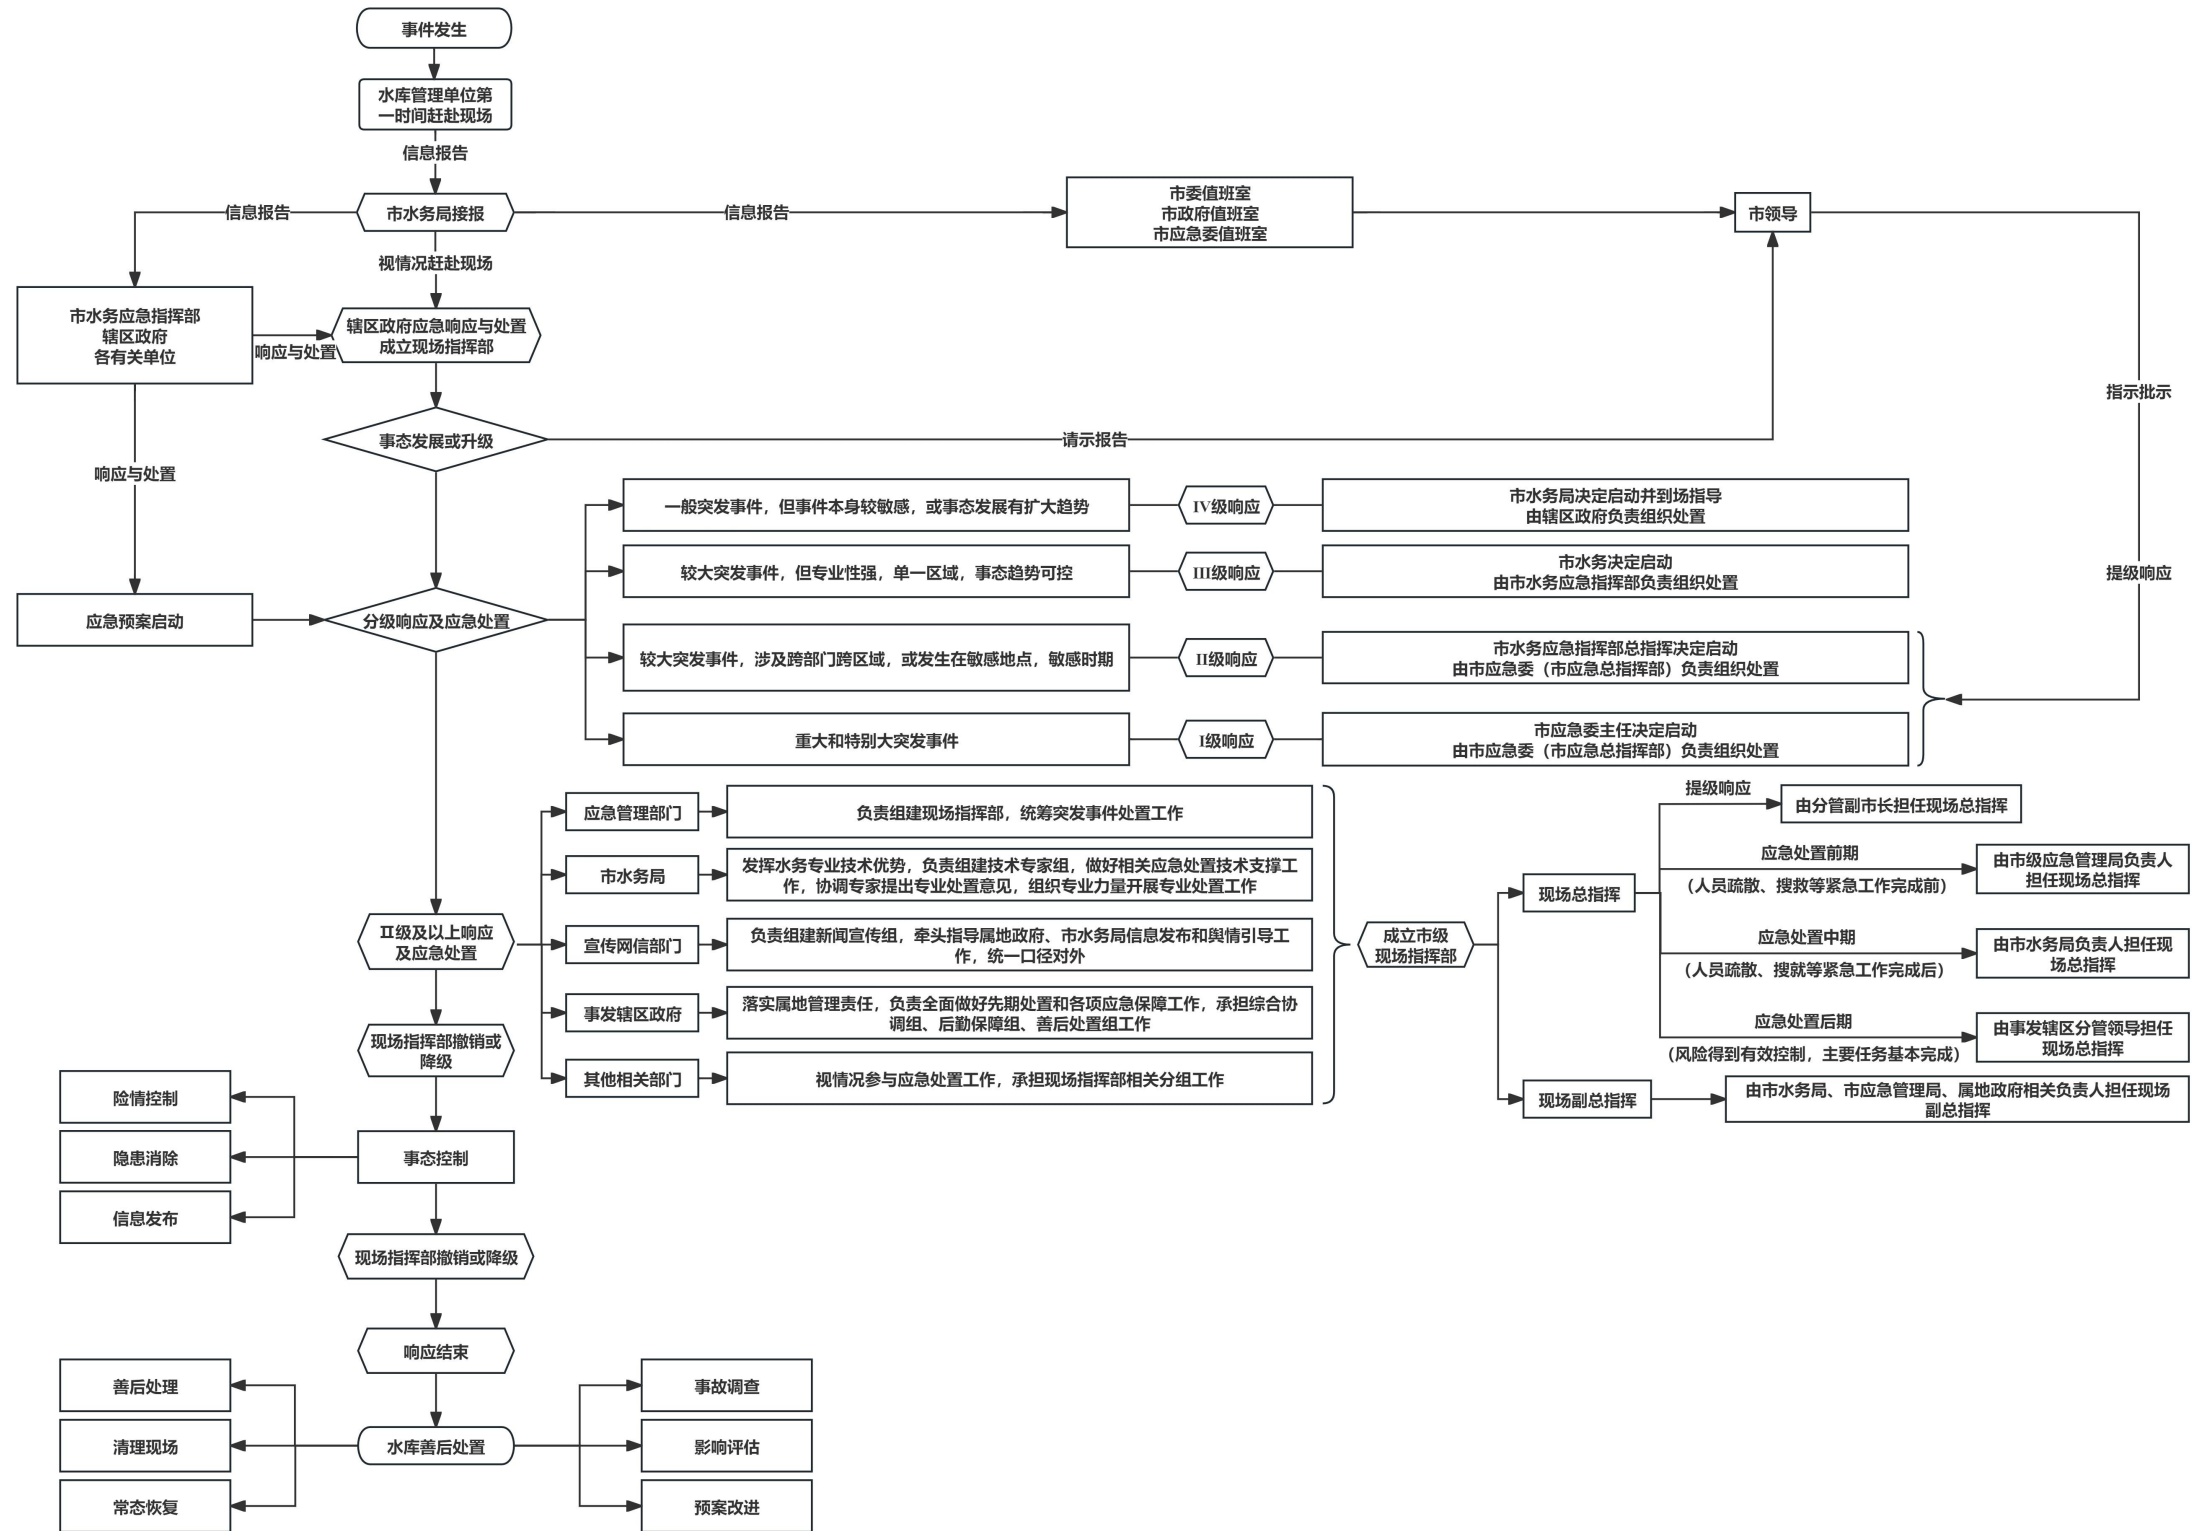 事件发生
水库管理单位第
一时间赶赴现场
信息报告
信息报告
市水务局接报
信息报告
市委值班室
市政府值班室
市应急委值班室
市领导
视情况赶赴现场
市水务应急指挥部
辖区政府
各有关单位
响应与处置
辖区政府应急响应与处置
成立现场指挥部
指示批示
事态发展或升级
请示报告
响应与处置
一般突发事件，但事件本身较敏感，或事态发展有扩大趋势
IV级响应
市水务局决定启动并到场指导
由辖区政府负责组织处置
较大突发事件，但专业性强，单一区域，事态趋势可控
III级响应
市水务决定启动
由市水务应急指挥部负责组织处置
提级响应
应急预案启动
分级响应及应急处置
较大突发事件，涉及跨部门跨区域，或发生在敏感地点，敏感时期
II级响应
市水务应急指挥部总指挥决定启动
由市应急委（市应急总指挥部）负责组织处置
重大和特别大突发事件
I级响应
市应急委主任决定启动
由市应急委（市应急总指挥部）负责组织处置
应急管理部门
负责组建现场指挥部，统筹突发事件处置工作
市水务局
发挥水务专业技术优势，负责组建技术专家组，做好相关应急处置技术支撑工
作，协调专家提出专业处置意见，组织专业力量开展专业处置工作
II级及以上响应
及应急处置
宣传网信部门
负责组建新闻宣传组，牵头指导属地政府、市水务局信息发布和舆情引导工
作，统一口径对外
事发辖区政府
落实属地管理责任，负责全面做好先期处置和各项应急保障工作，承担综合协
调组、后勤保障组、善后处置组工作
其他相关部门
视情况参与应急处置工作，承担现场指挥部相关分组工作
成立市级
现场指挥部
现场总指挥
提级响应
由分管副市长担任现场总指挥
应急处置前期
（人员疏散、搜救等紧急工作完成前）
由市级应急管理局负责人
担任现场总指挥
应急处置中期
（人员疏散、搜就等紧急工作完成后）
由市水务局负责人担任现
场总指挥
应急处置后期
（风险得到有效控制，主要任务基本完成）
由事发辖区分管领导担任
现场总指挥
现场副总指挥
由市水务局、市应急管理局、属地政府相关负责人担任现场
副总指挥
现场指挥部撤销或
降级
险情控制
隐患消除
信息发布
事态控制
现场指挥部撤销或降级
响应结束
善后处理
清理现场
常态恢复
水库善后处置
事故调查
影响评估
预案改进